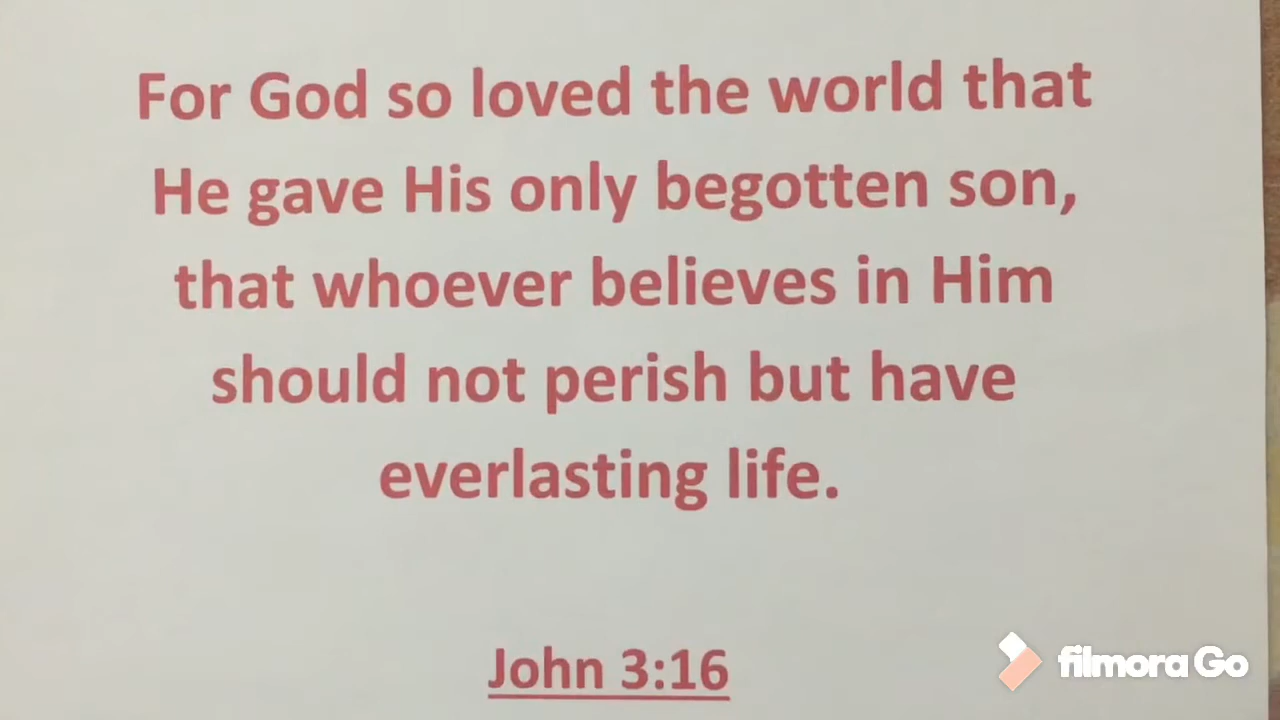 For God so loved the world that
He gave His only begotten son,
that whoever believes in Him
should not perish but have
everlasting life.
John 3:16
filmora Go